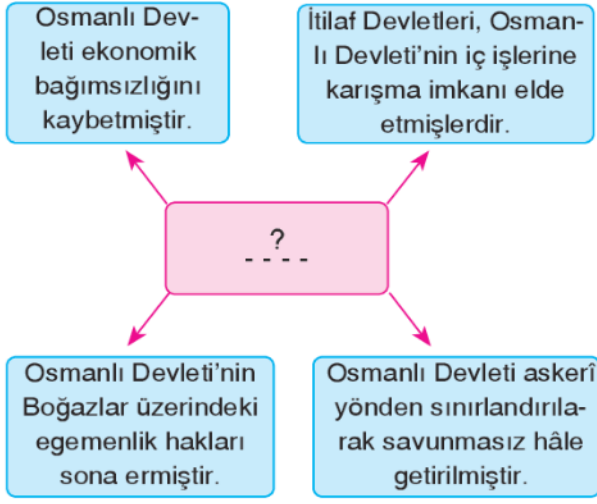 Osmanlı Dev-
leti ekonomik
bağımsızlığını
kaybetmiştir.
İtilaf Devletleri, Osman-
lı Devleti’nin iç işlerine
karışma imkanı elde
etmişlerdir.
?
- - - -
Osmanlı Devleti’nin
Boğazlar üzerindeki
egemenlik hakları
sona ermiştir.
Osmanlı Devleti askerî
yönden sınırlandırıla-
rak savunmasız hâle
getirilmiştir.